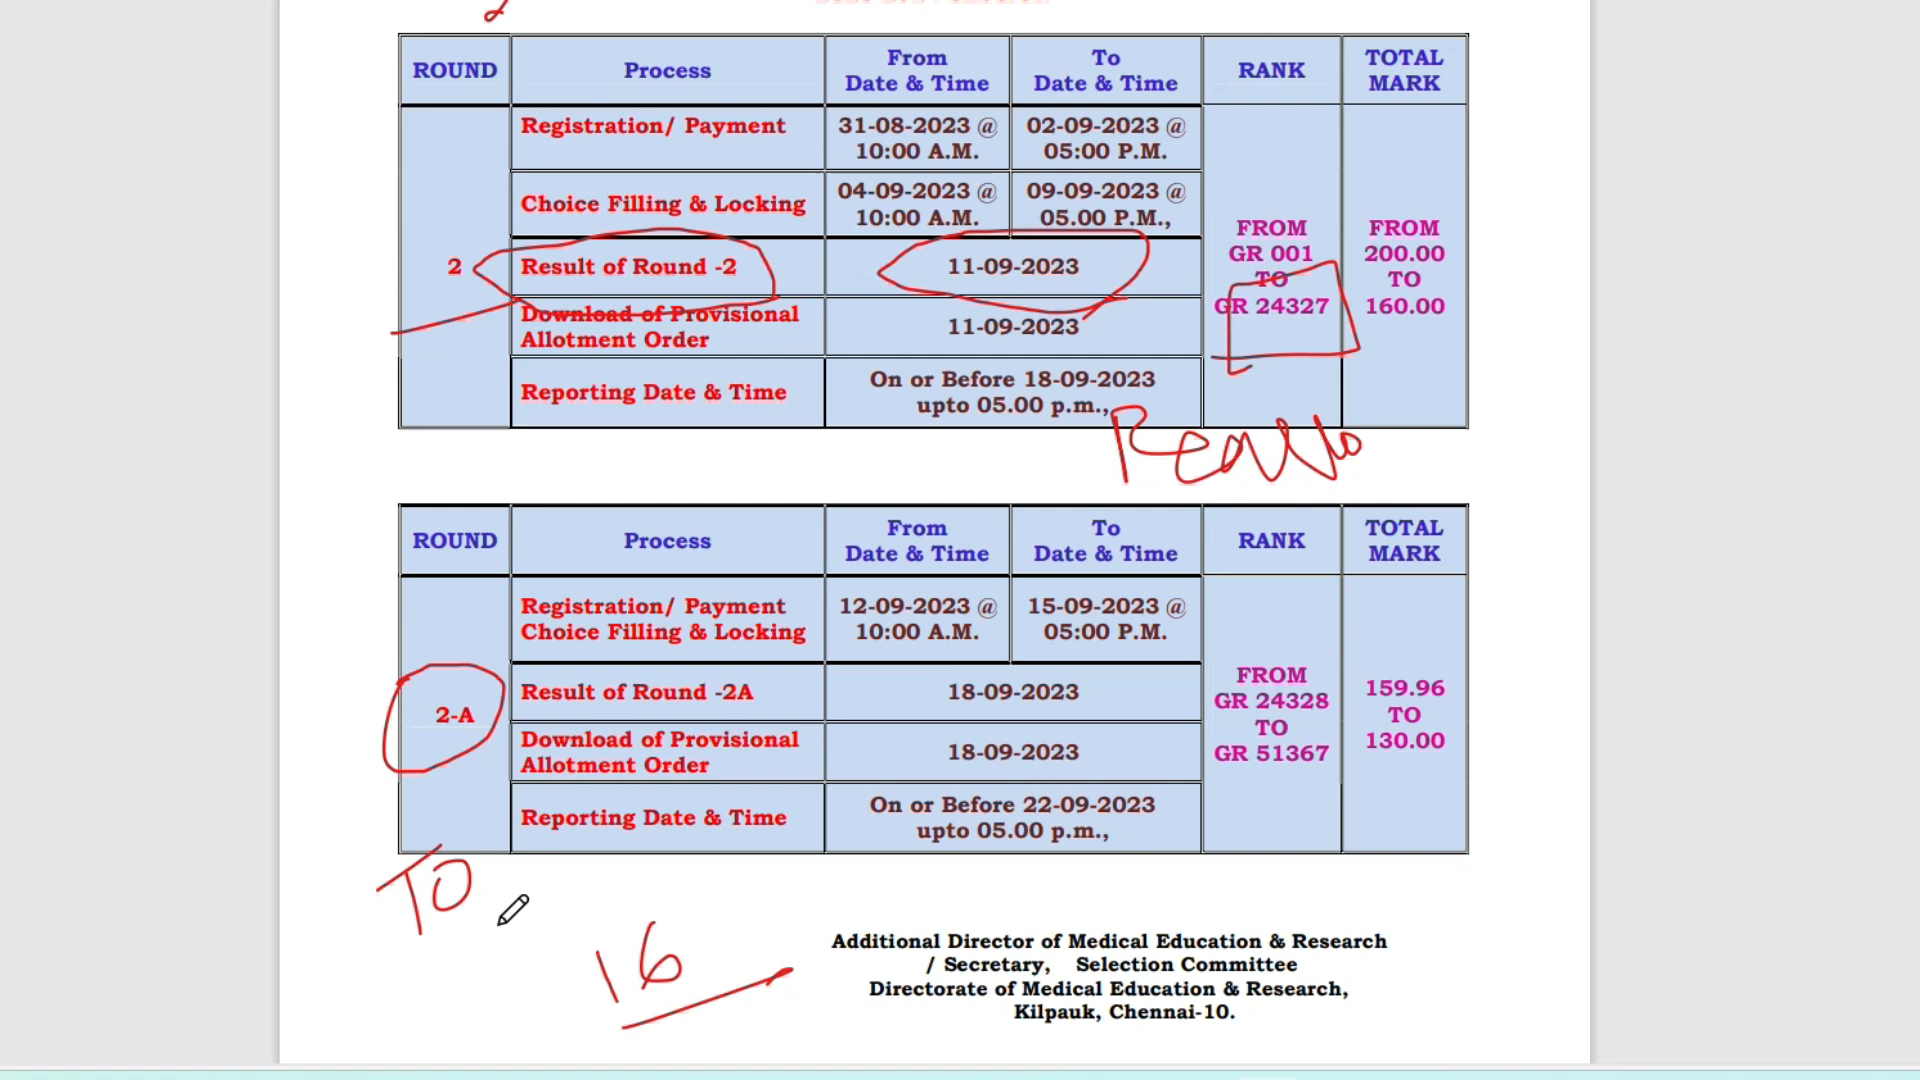 ROUND
Process
From
Date & Time
To
Date & Time
RANK
TOTAL
MARK
2
Registration/ Payment
31-08-2023 @
10:00 A.M.
02-09-2023 @
05:00 P.M.
Choice Filling & Locking
04-09-2023 @
10:00 A.M.
09-09-2023 @
05.00 P.M.,
Result of Round -2
11-09-2023
Download of Provisional
Allotment Order
11-09-2023
Reporting Date & Time
On or Before 18-09-2023
upto 05.00 p.m.,
FROM
GR 001
TO
GR 24327
FROM
200.00
TO
160.00
ROUND
Process
From
Date & Time
To
Date & Time
RANK
TOTAL
MARK
2-A
Registration/ Payment
Choice Filling & Locking
12-09-2023 @
10:00 A.M.
15-09-2023 @
05:00 P.M.
Result of Round -2A
18-09-2023
Download of Provisional
Allotment Order
18-09-2023
Reporting Date & Time
On or Before 22-09-2023
upto 05.00 p.m.,
FROM
GR 24328
TO
GR 51367
159.96
TO
130.00
TO
16
Additional Director of Medical Education & Research
/ Secretary, Selection Committee
Directorate of Medical Education & Research,
Kilpauk, Chennai-10.